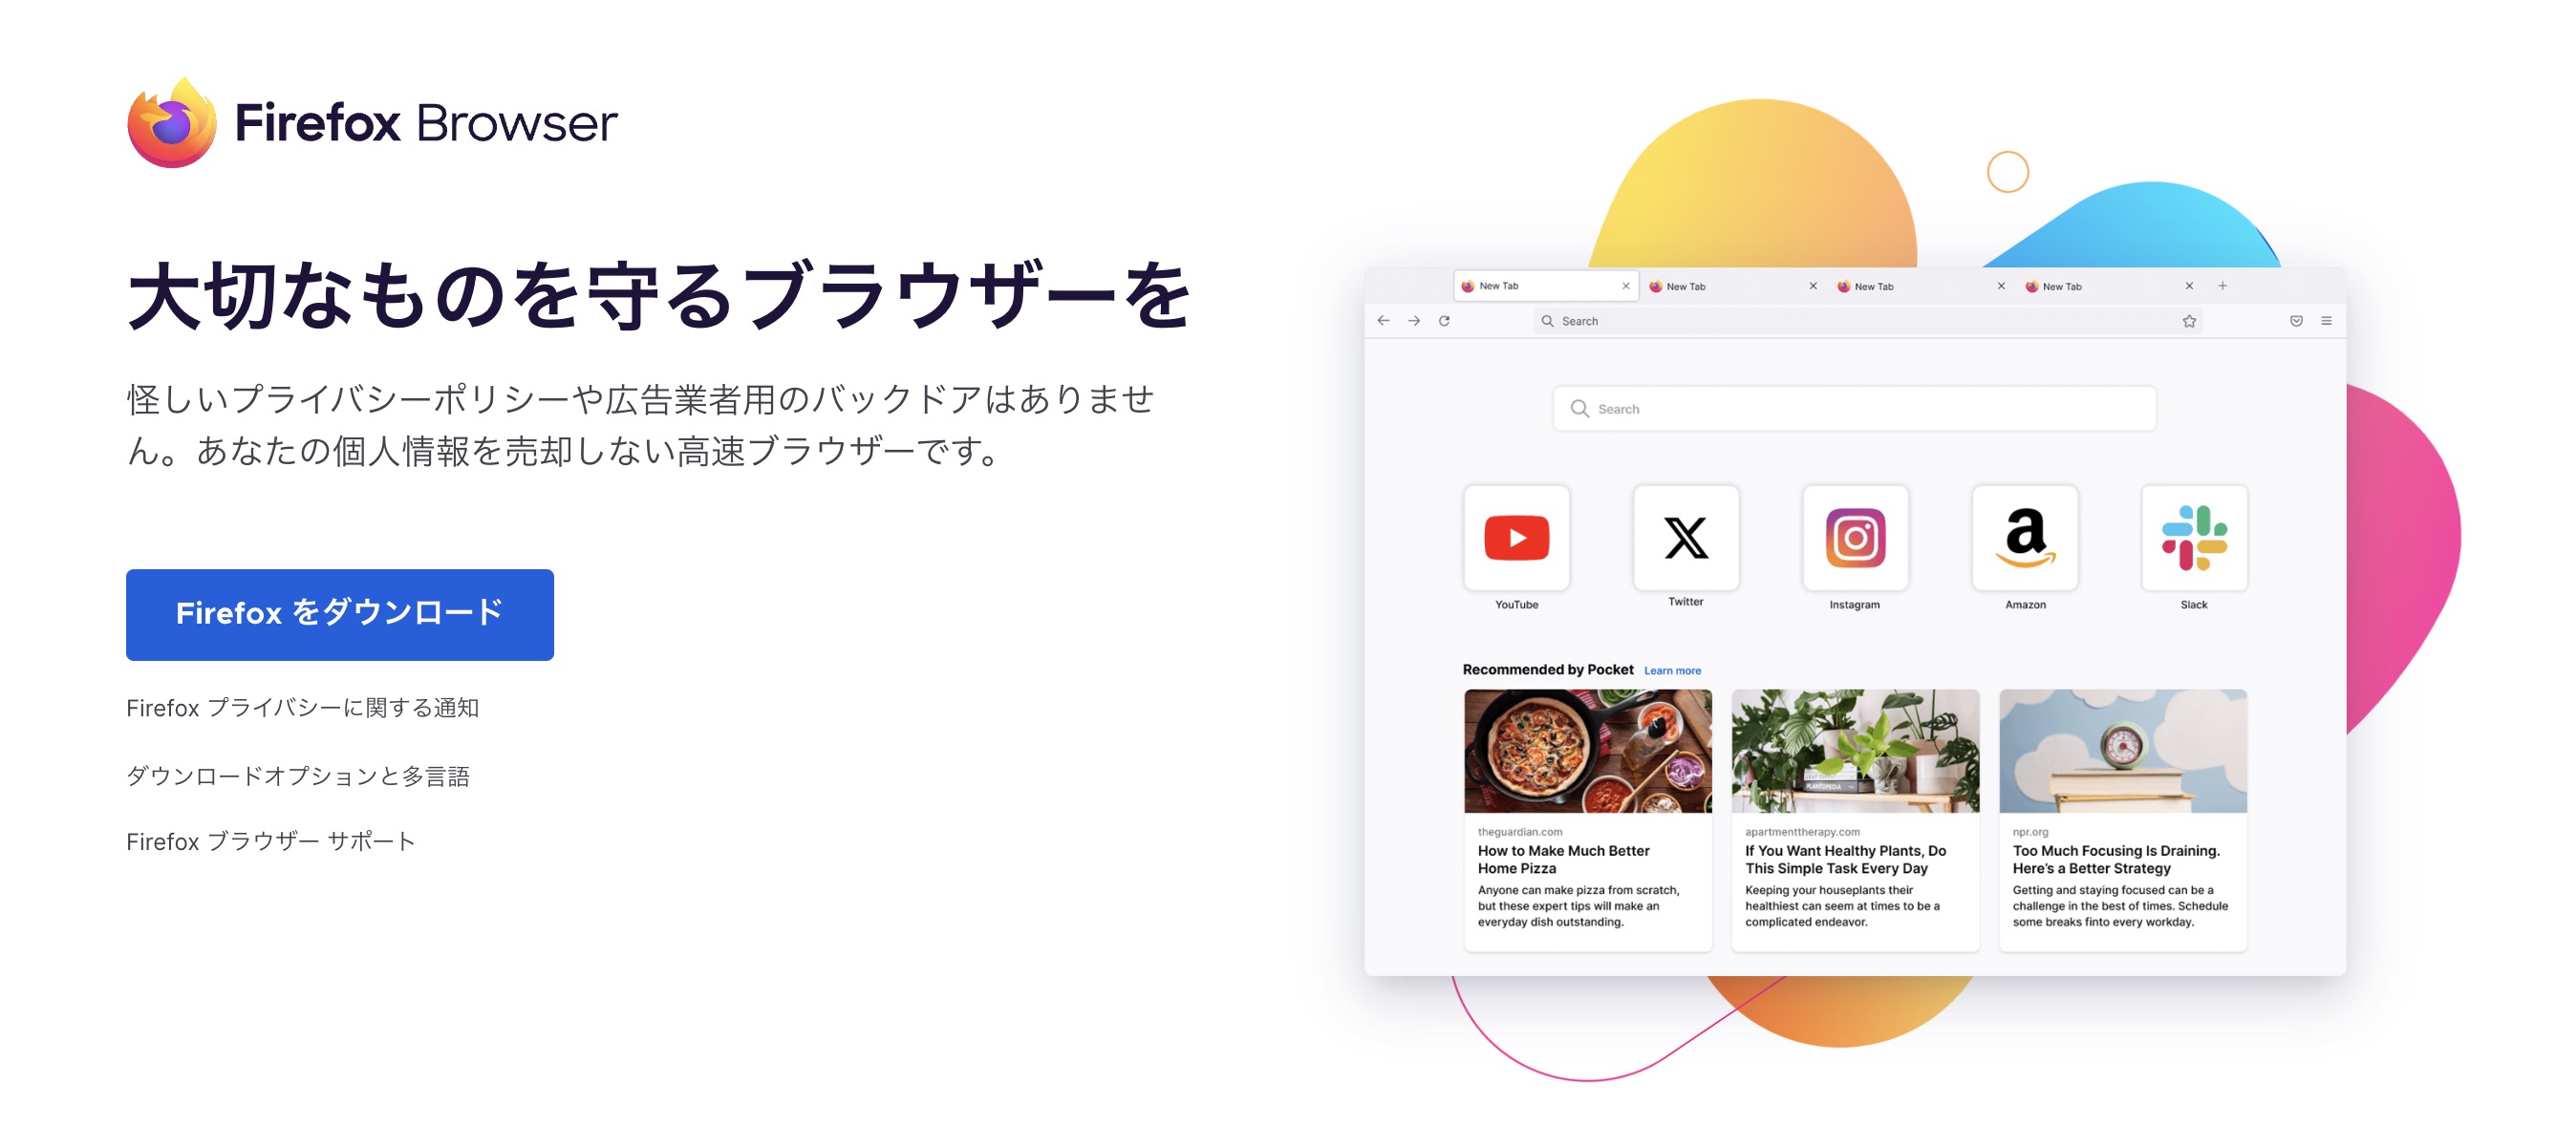 Firefox Browser
大切なものを守るブラウザーを
怪しいプライバシーポリシーや広告業者用のバックドアはありませ
ん。あなたの個人情報を売却しない高速ブラウザーです。
Firefox をダウンロード
Firefox プライバシーに関する通知
ダウンロードオプションと多言語
Firefox ブラウザー サポート
New Tab
New Tab
New Tab
New Tab
Search
Search
YouTube
Twitter
Instagram
Amazon
Slack
Recommended by Pocket Learn more
PLANTOPEDIA
theguardian.com
How to Make Much Better
Home Pizza
Anyone can make pizza from scratch,
but these expert tips will make an
everyday dish outstanding.
apartmenttherapy.com
If You Want Healthy Plants, Do
This Simple Task Every Day
Keeping your houseplants their
healthiest can seem at times to be a
complicated endeavor.
npr.org
Too Much Focusing Is Draining.
Here's a Better Strategy
Getting and staying focused can be a
challenge in the best of times. Schedule
some breaks finto every workday.